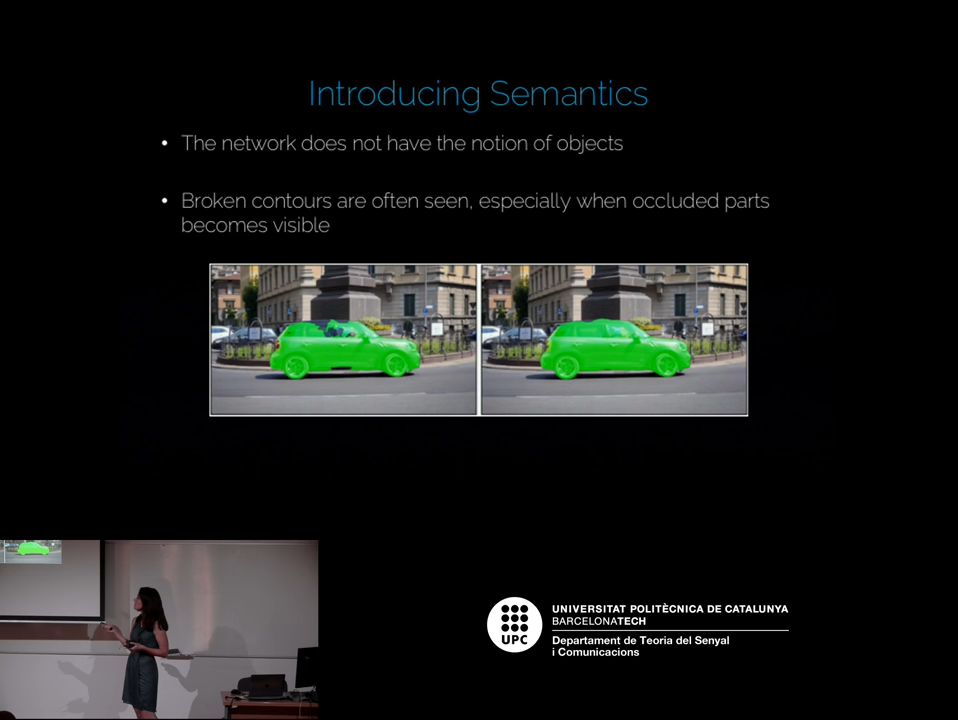 Introducing Semantics
• The network does not have the notion of objects
• Broken contours are often seen, especially when occluded parts
becomes visible
UPC
UNIVERSITAT POLITÈCNICA DE CATALUNYA
BARCELONATECH
Departament de Teoria del Senyal
i Comunicacions